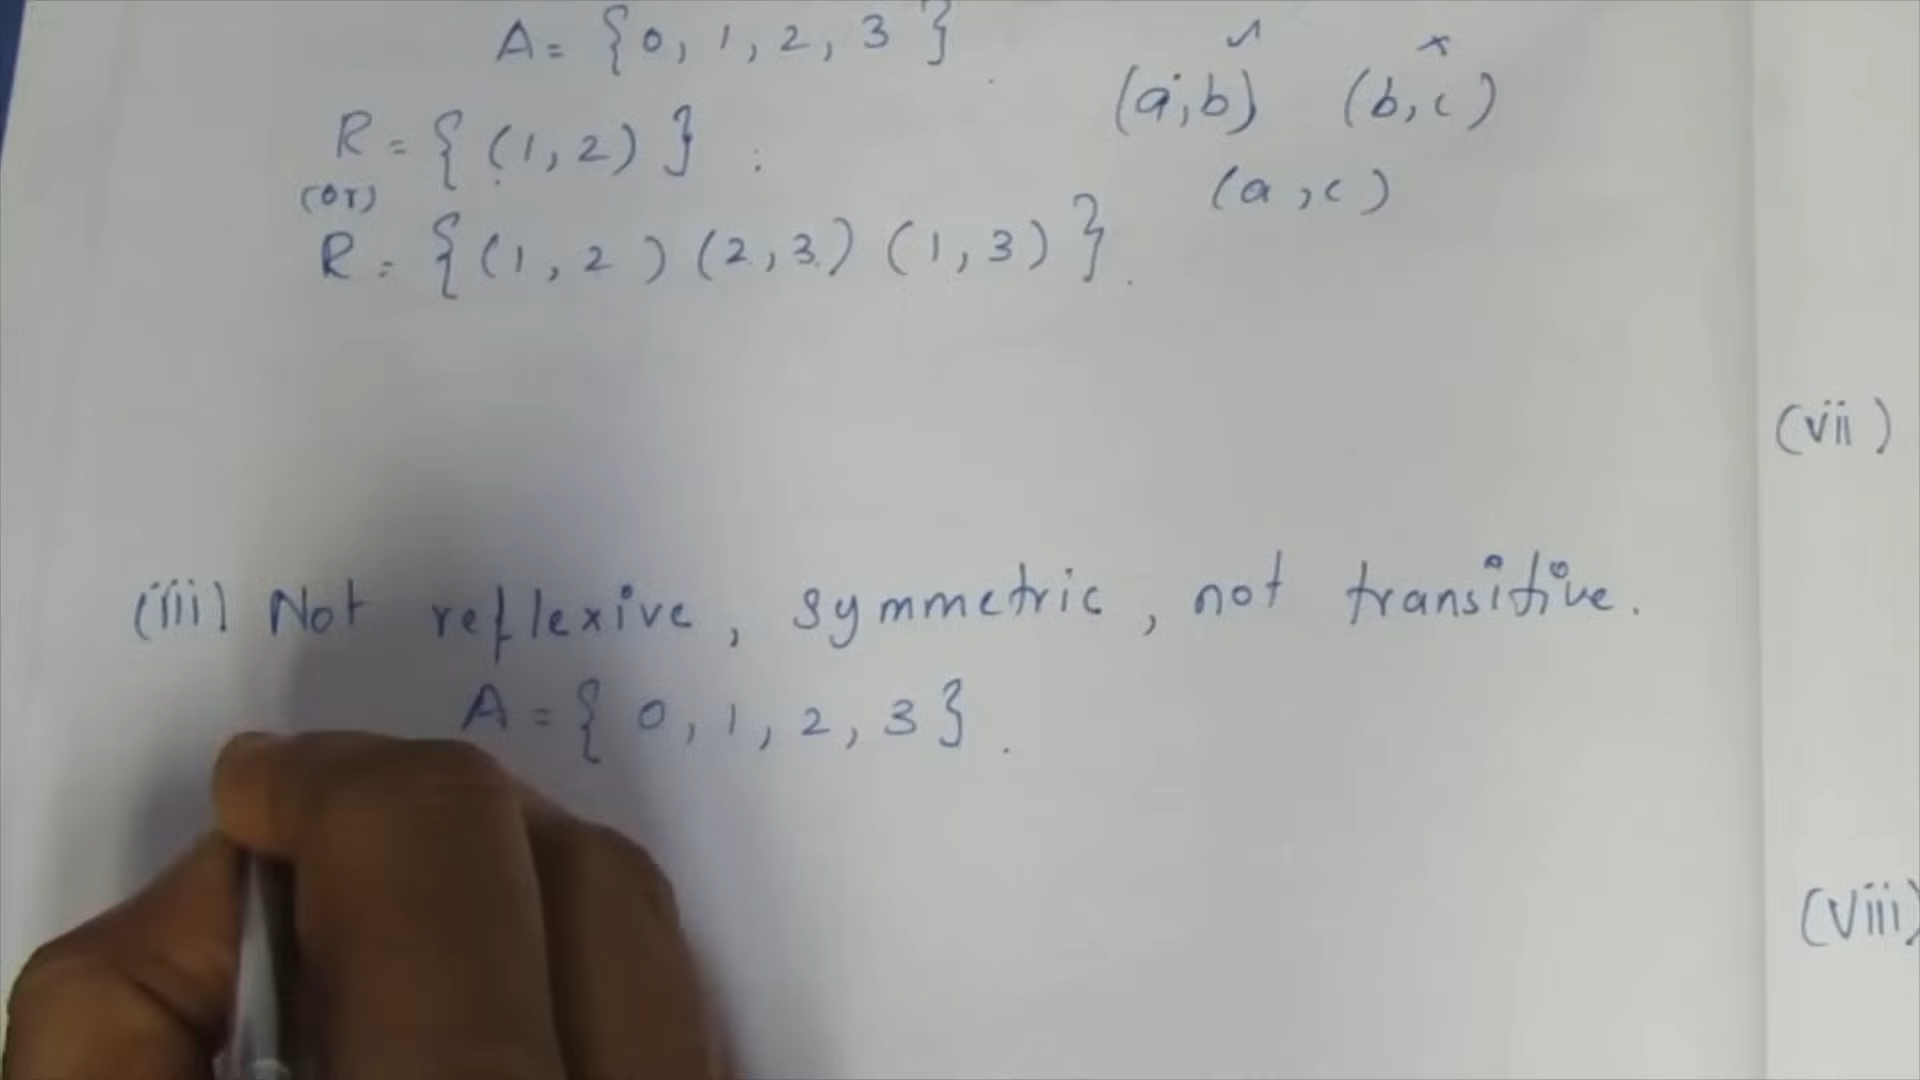 A = {0, 1, 2, 3}.
(a,b) (b,c)
R = {(1,2)} :
(or)
(a,c)
R = {(1,2) (2,3) (1,3)}.
(vii)
(iii) Not reflexive, symmetric, not transitive.
A = {0, 1, 2, 3}.
(viii)